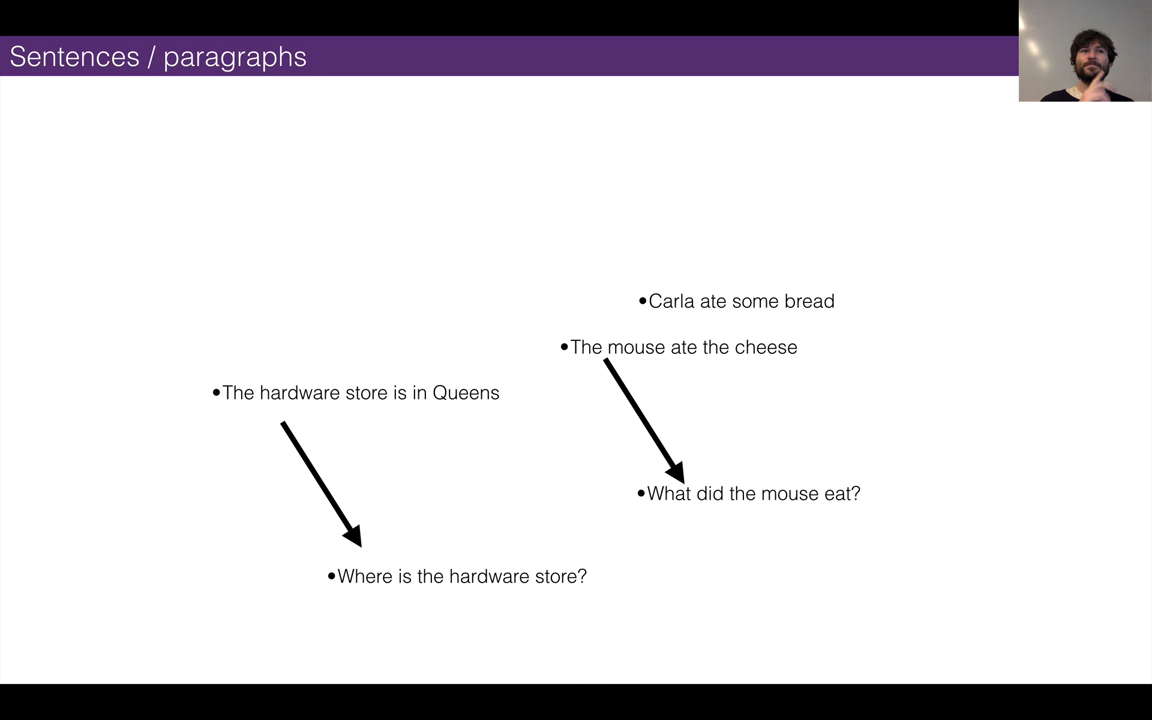 Sentences / paragraphs
•Carla ate some bread
•The mouse ate the cheese
•The hardware store is in Queens
•What did the mouse eat?
•Where is the hardware store?